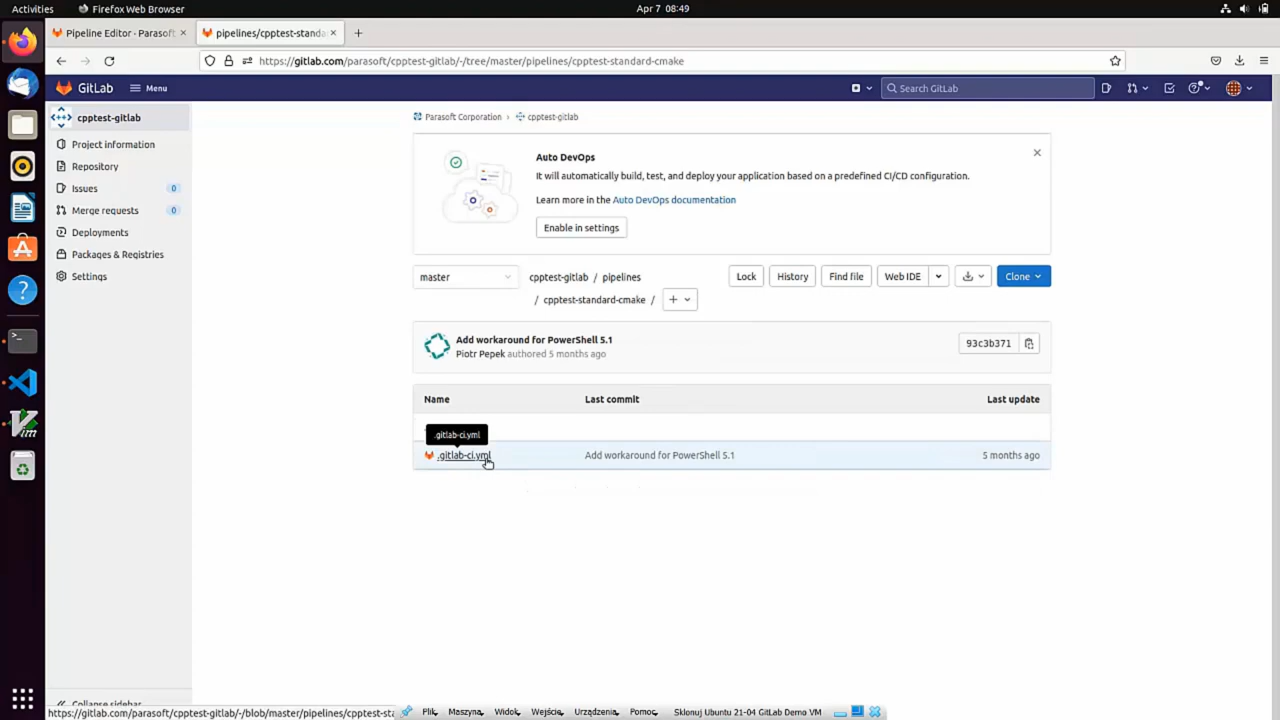 Activities
Firefox Web Browser
Apr 7 08:49
Pipeline Editor · Parasoft
pipelines/cpptest-standa
https://gitlab.com/parasoft/cpptest-gitlab/-/tree/master/pipelines/cpptest-standard-cmake
GitLab
Menu
Search GitLab
cpptest-gitlab
Project information
Repository
Issues 0
Merge requests 0
Deployments
Packages & Registries
Settings
Collapse sidebar
Parasoft Corporation › cpptest-gitlab
Auto DevOps
It will automatically build, test, and deploy your application based on a predefined CI/CD configuration.
Learn more in the Auto DevOps documentation
Enable in settings
master
cpptest-gitlab / pipelines
/ cpptest-standard-cmake /
Lock
History
Find file
Web IDE
Clone
Add workaround for PowerShell 5.1
Piotr Pepek authored 5 months ago
93c3b371
Name Last commit Last update
.gitlab-ci.yml
.gitlab-ci.yml Add workaround for PowerShell 5.1 5 months ago
https://gitlab.com/parasoft/cpptest-gitlab/-/blob/master/pipelines/cpptest-sta
Plik Maszyna Widok Wejście Urządzenia Pomoc Sklonuj Ubuntu 21-04 GitLab Demo VM